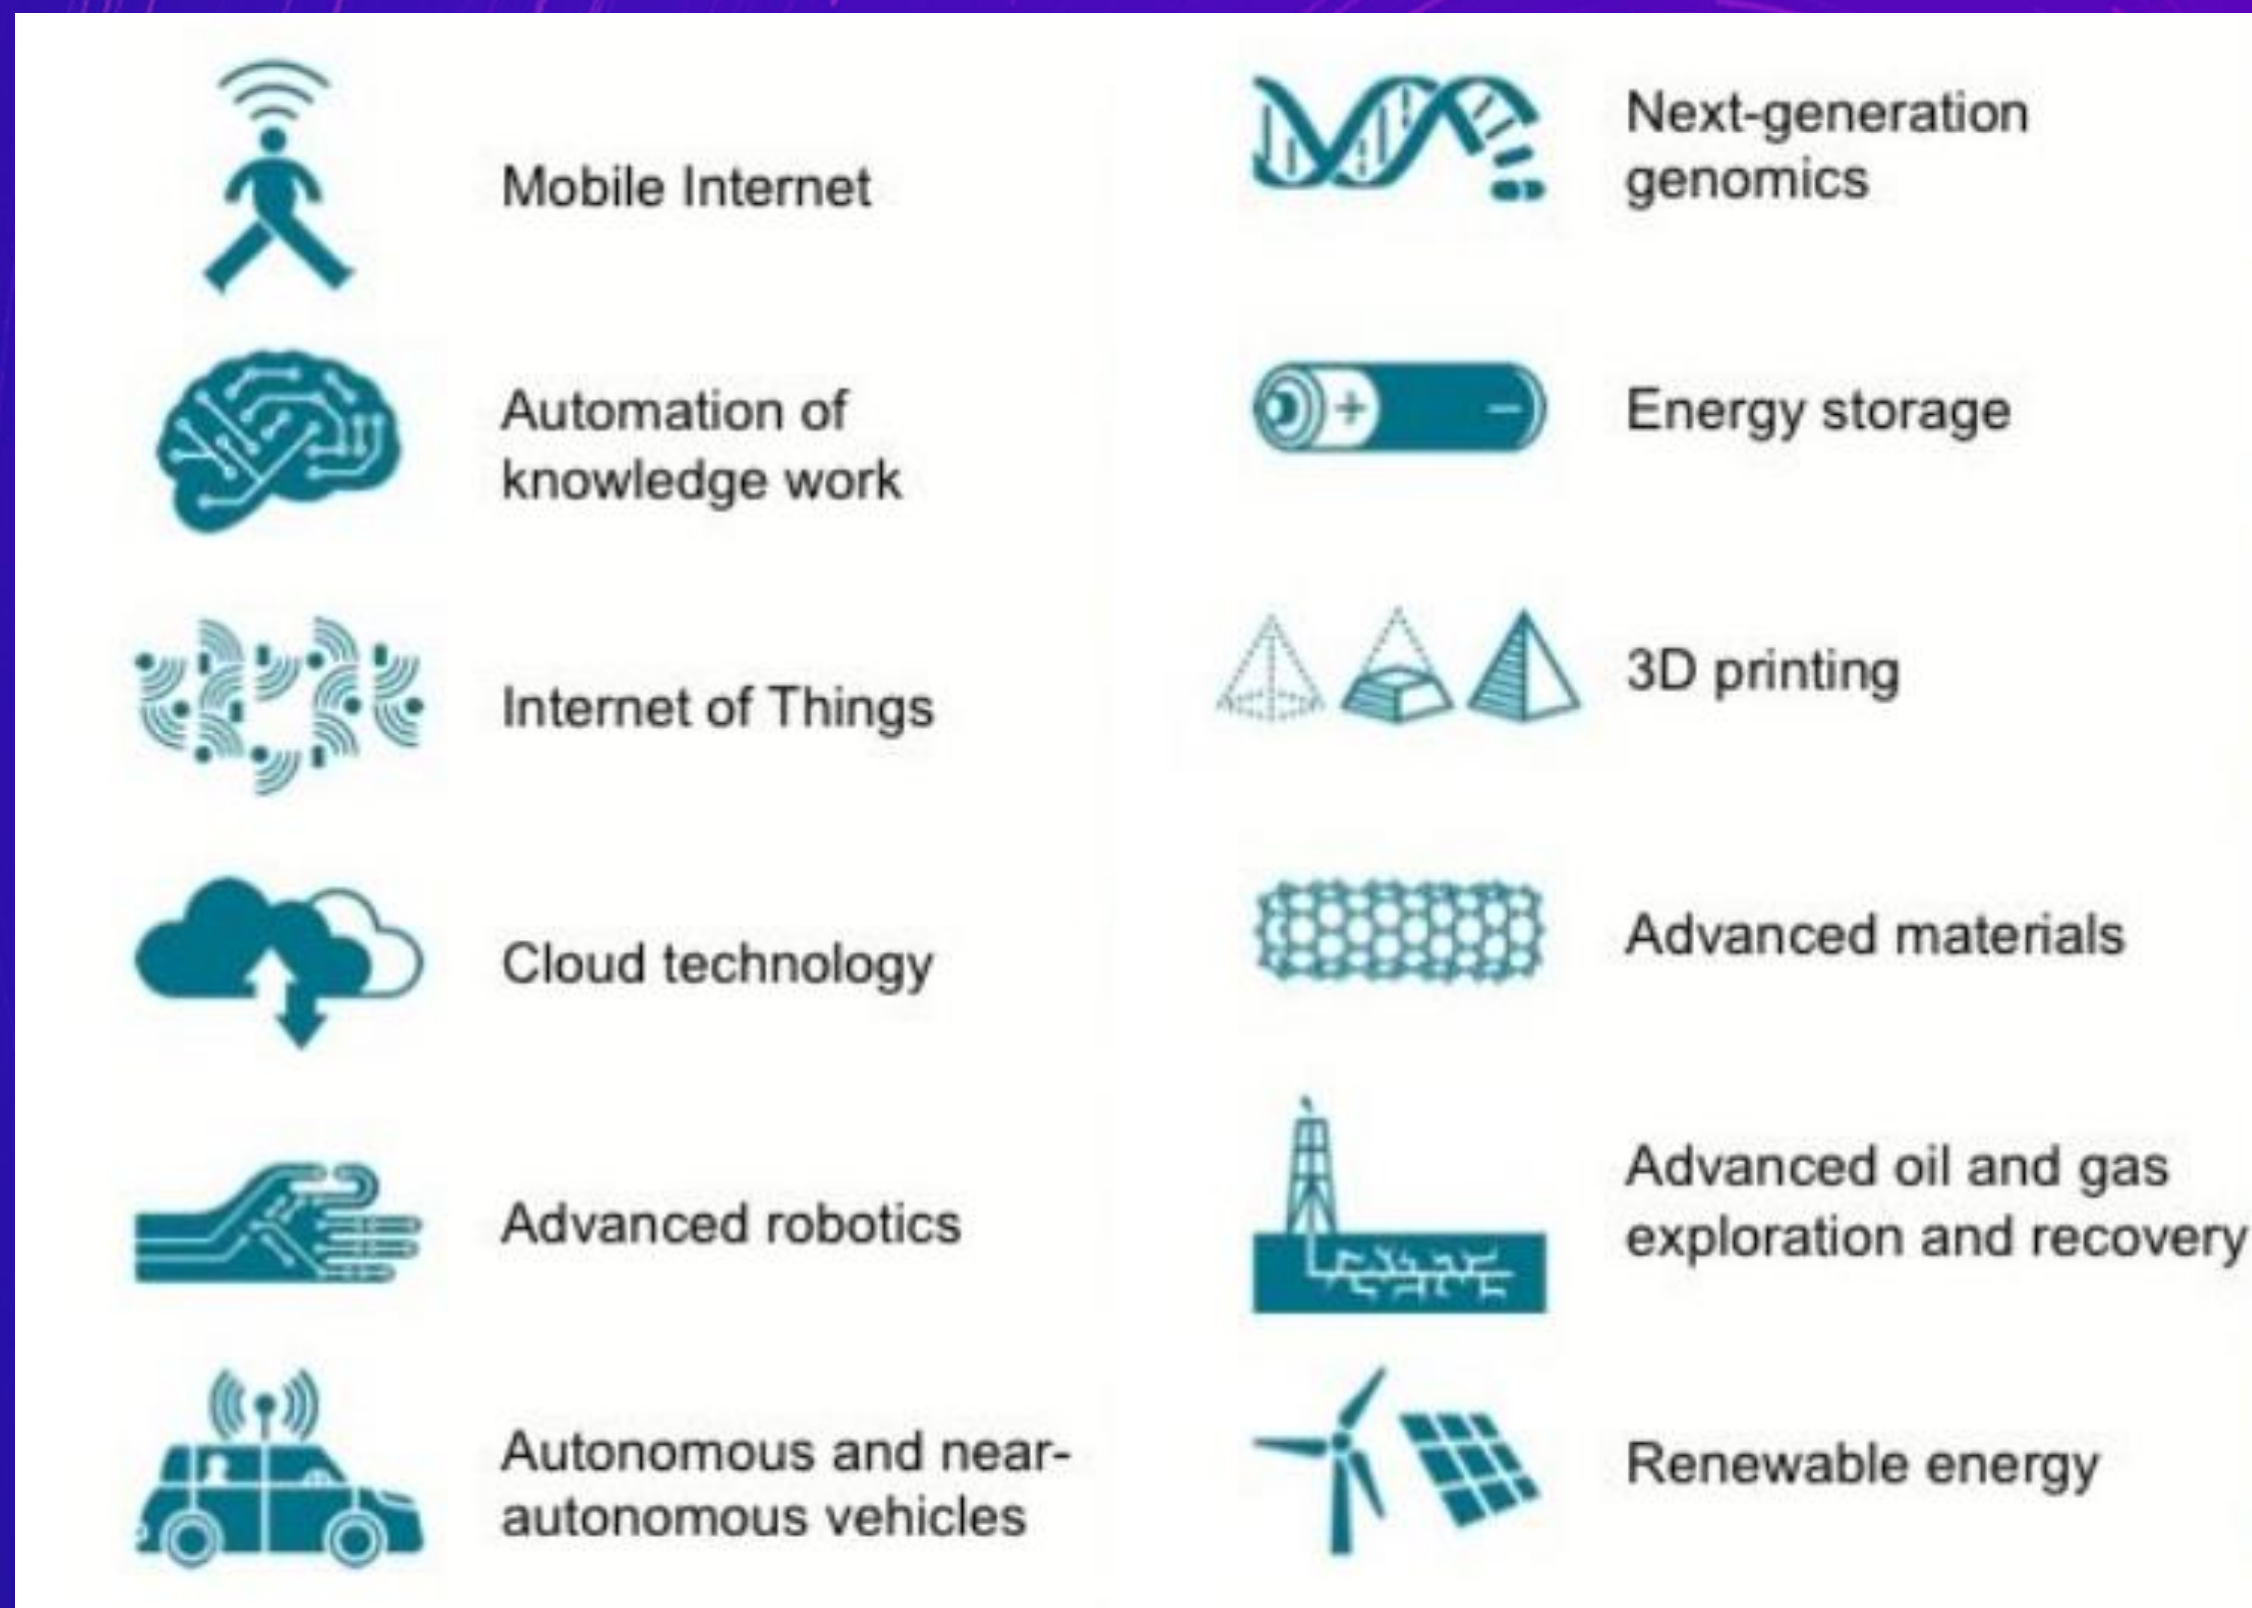 Mobile Internet
Automation of
knowledge work
Internet of Things
Cloud technology
Advanced robotics
Autonomous and near-
autonomous vehicles
Next-generation
genomics
Energy storage
3D printing
Advanced materials
Advanced oil and gas
exploration and recovery
Renewable energy